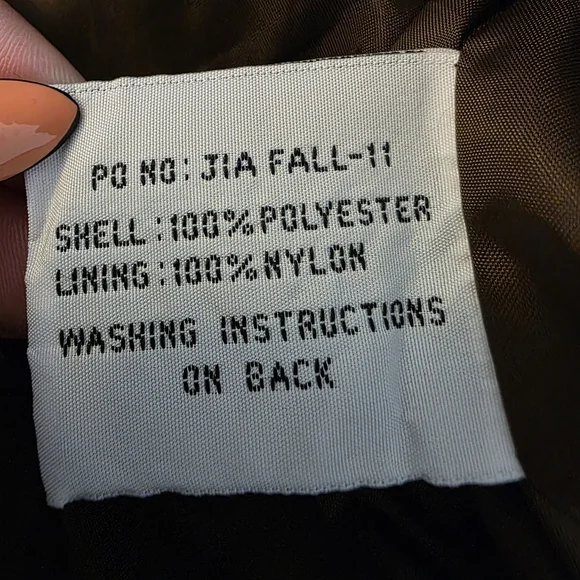 PO NO: JIA FALL-11
SHELL:100% POLYESTER
LINING:100% NYLON
WASHING INSTRUCTIONS
ON BACK